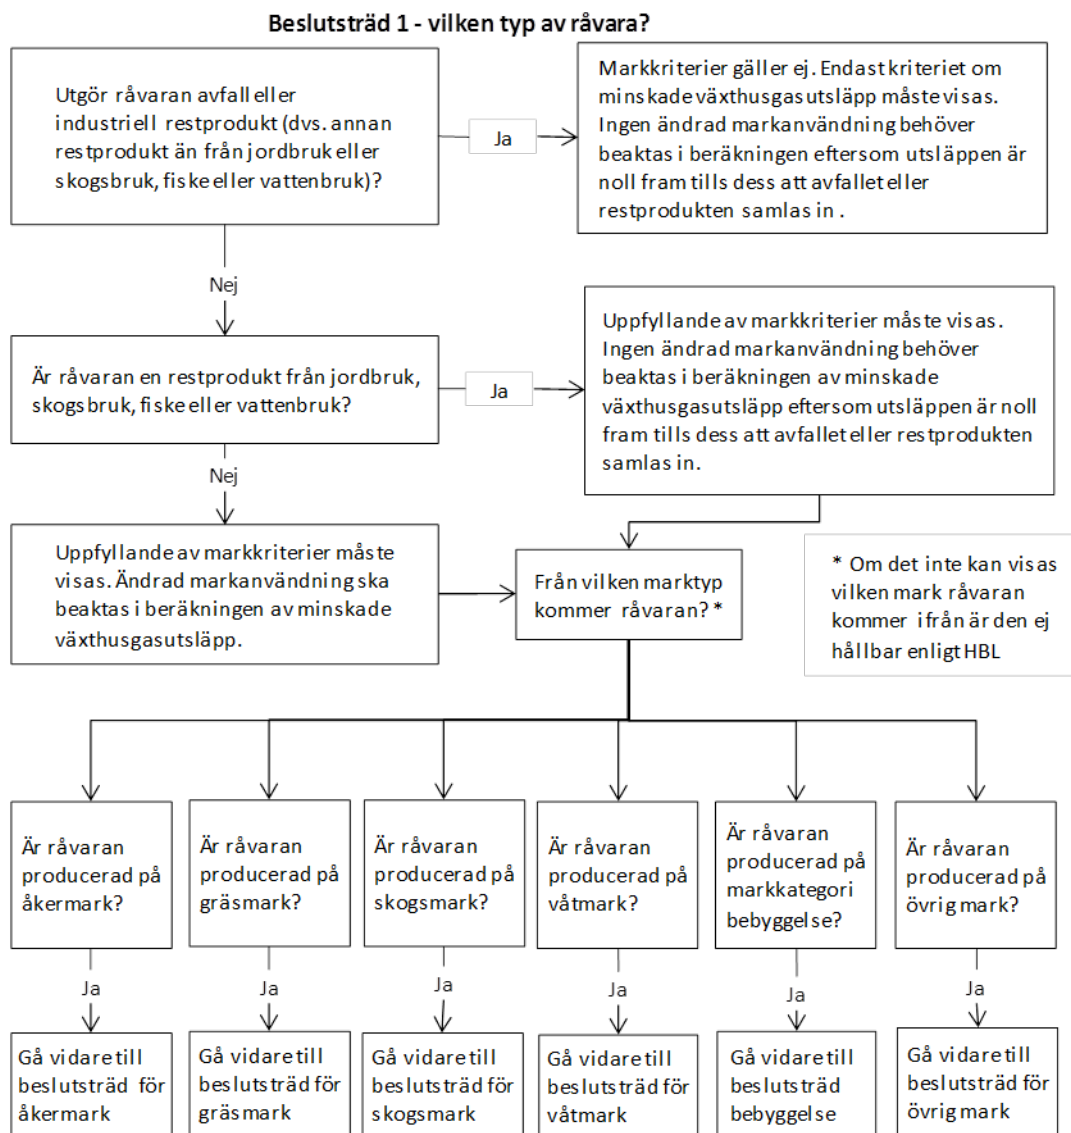 Beslutsträd 1 - vilken typ av råvara?
Utgör råvaran avfall eller
industriell restprodukt (dvs. annan
restprodukt än från jordbruk eller
skogsbruk, fiske eller vattenbruk)?
Ja
Markkriterier gäller ej. Endast kriteriet om
minskade växthusgasutsläpp måste visas.
Ingen ändrad markanvändning behöver
beaktas i beräkningen eftersom utsläppen är
noll fram tills dess att avfallet eller
restprodukten samlas in .
Nej
Är råvaran en restprodukt från jordbruk,
skogsbruk, fiske eller vattenbruk?
Ja
Uppfyllande av markkriterier måste visas.
Ingen ändrad markanvändning behöver
beaktas i beräkningen av minskade
växthusgasutsläpp eftersom utsläppen är noll
fram tills dess att avfallet eller restprodukten
samlas in.
Nej
Uppfyllande av markkriterier måste
visas. Ändrad markanvändning ska
beaktas i beräkningen av minskade
växthusgasutsläpp.
Från vilken marktyp
kommer råvaran? *
* Om det inte kan visas
vilken mark råvaran
kommer ifrån är den ej
hållbar enligt HBL
Är råvaran
producerad på
åkermark?
Är råvaran
producerad på
gräsmark?
Är råvaran
producerad på
skogsmark?
Är råvaran
producerad på
våtmark?
Är råvaran
producerad på
markkategori
bebyggelse?
Är råvaran
producerad på
övrig mark?
Ja
Ja
Ja
Ja
Ja
Ja
Gå vidare till
beslutsträd för
åkermark
Gå vidare till
beslutsträd för
gräsmark
Gå vidare till
beslutsträd för
skogsmark
Gå vidare till
beslutsträd för
våtmark
Gå vidare till
beslutsträd
bebyggelse
Gå vidare till
beslutsträd för
övrig mark